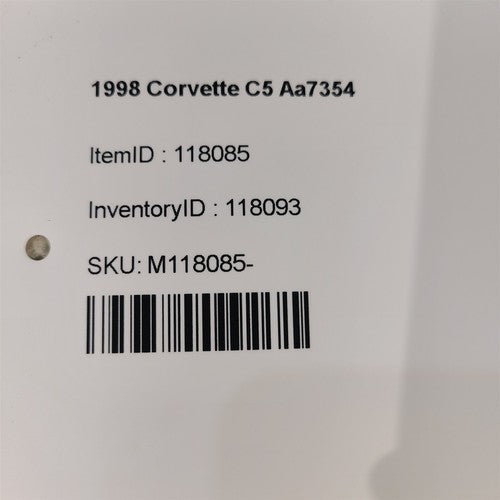 1998 Corvette C5 Aa7354
ItemID : 118085
InventoryID : 118093
SKU: M118085-